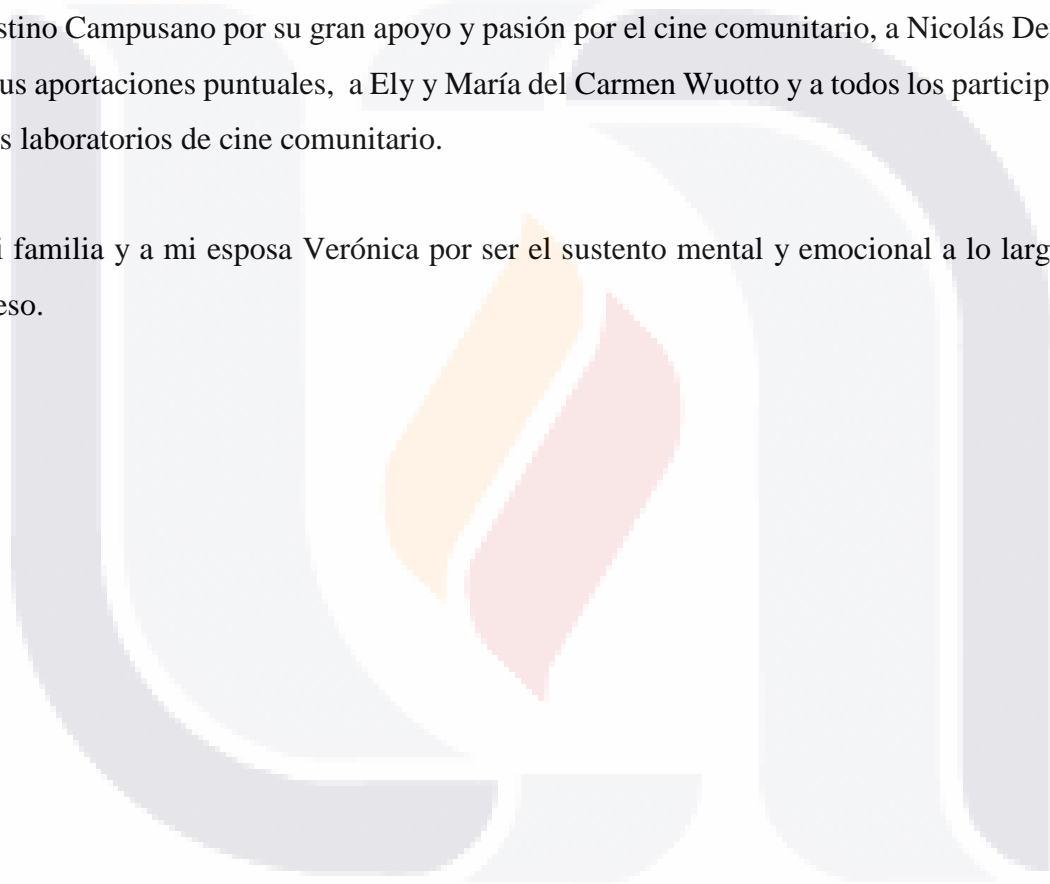 stino Campusano por su gran apoyo y pasión por el cine comunitario, a Nicolás De
us aportaciones puntuales, a Ely y María del Carmen Wuotto y a todos los particip
s laboratorios de cine comunitario.
i familia y a mi esposa Verónica por ser el sustento mental y emocional a lo larg
eso.